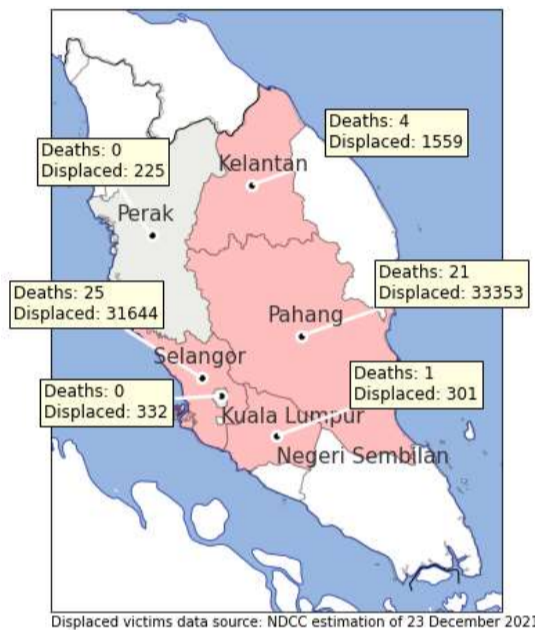 Deaths: 4
Displaced: 1559
Deaths: 0
Displaced: 225
Kelantan
Perak
Deaths: 21
Displaced: 33353
Deaths: 25
Displaced: 31644
Pahang
Selangor
Deaths: 1
Displaced: 301
Deaths: 0
Displaced: 332
Kuala Lumpur
Negeri Sembilan
Displaced victims data source: NDCC estimation of 23 December 2021